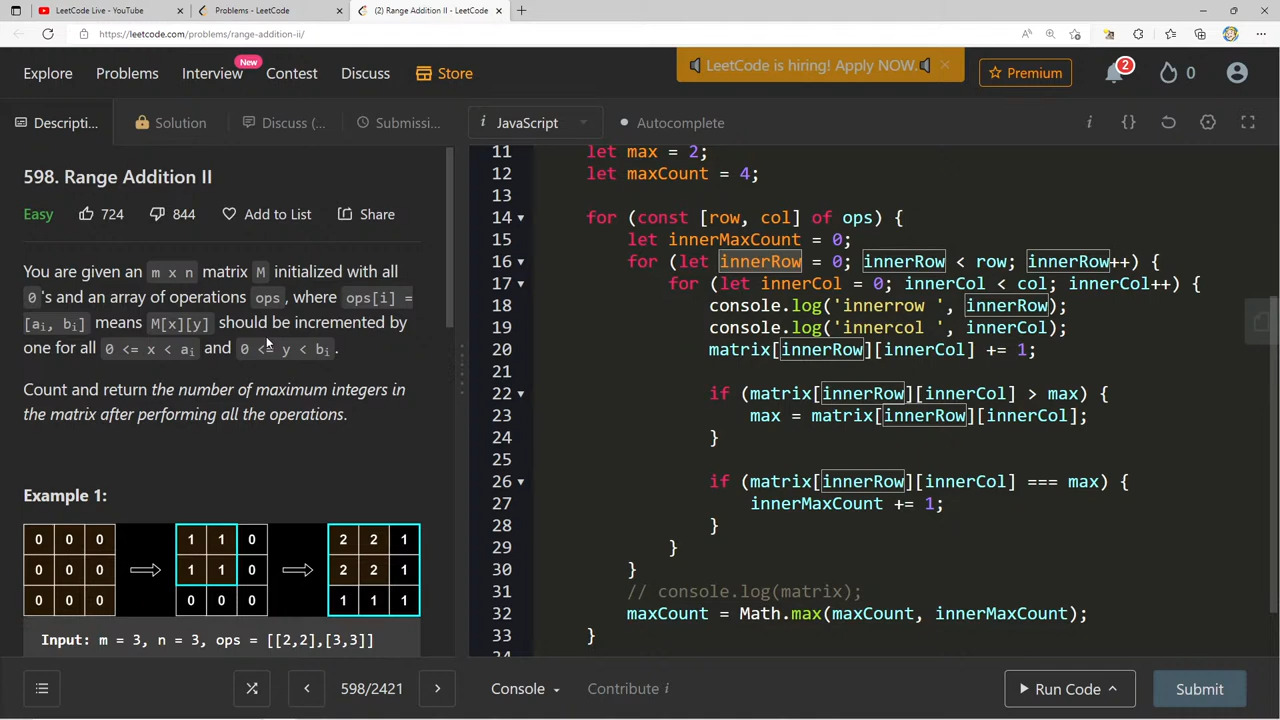 LeetCode Live - YouTube
Problems - LeetCode
(2) Range Addition II - LeetCode
https://leetcode.com/problems/range-addition-ii/
Explore
Problems
Interview
New
Contest
Discuss
Store
LeetCode is hiring! Apply NOW.
Premium
2
0
Descripti...
Solution
Discuss (...
Submissi...
i JavaScript
Autocomplete
598. Range Addition II
Easy
724
844
Add to List
Share
You are given an m x n matrix M initialized with all
0's and an array of operations ops, where ops[i] =
[ai, bi] means M[x][y] should be incremented by
one for all 0 <= x < ai and 0 <= y < bi.
Count and return the number of maximum integers in
the matrix after performing all the operations.
Example 1:
0 0 0 1 1 0 2 2 1
0 0 0 1 1 0 2 2 1
0 0 0 0 0 0 1 1 1
Input: m = 3, n = 3, ops = [[2,2],[3,3]]
11 let max = 2;
12 let maxCount = 4;
13
14 for (const [row, col] of ops) {
15 let innerMaxCount = 0;
16 for (let innerRow = 0; innerRow < row; innerRow++) {
17 for (let innerCol = 0; innerCol < col; innerCol++) {
18 console.log('innerrow ', innerRow);
19 console.log('innercol ', innerCol);
20 matrix[innerRow][innerCol] += 1;
21
22 if (matrix[innerRow][innerCol] > max) {
23 max = matrix[innerRow][innerCol];
24 }
25
26 if (matrix[innerRow][innerCol] === max) {
27 innerMaxCount += 1;
28 }
29 }
30 }
31 // console.log(matrix);
32 maxCount = Math.max(maxCount, innerMaxCount);
33 }
598/2421
Console
Contribute i
Run Code
Submit